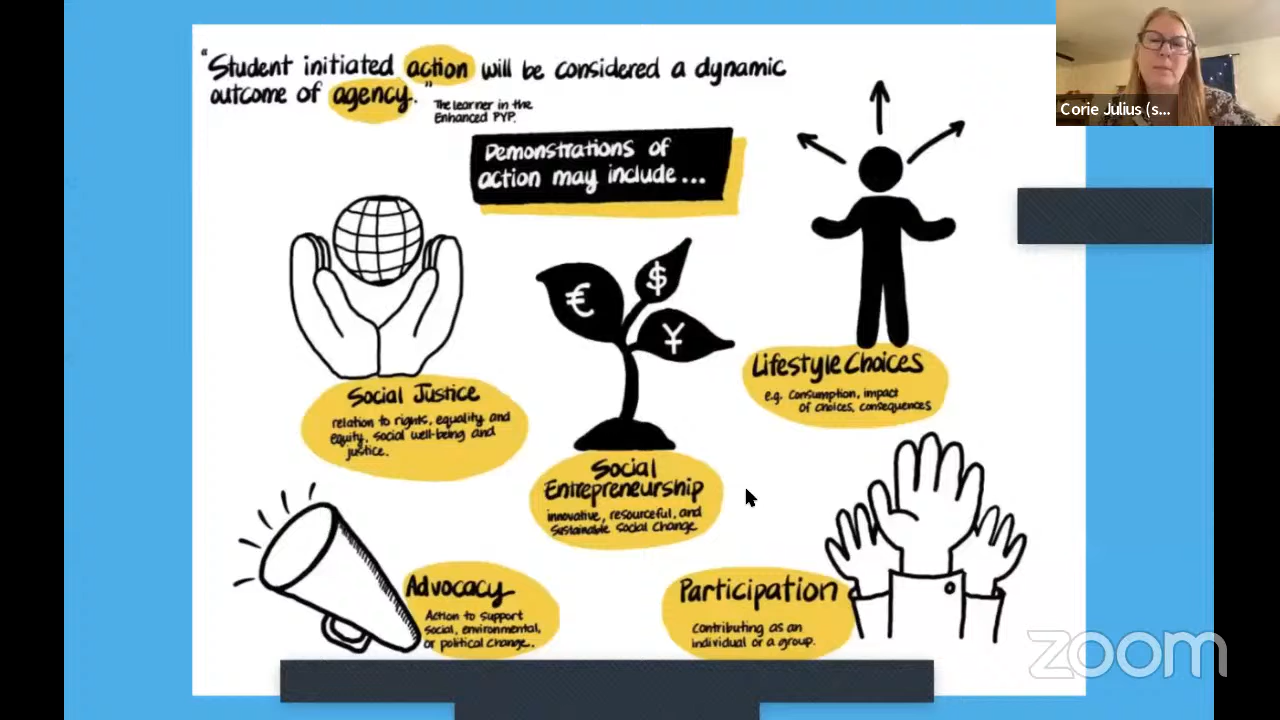 "Student initiated action will be considered a dynamic
outcome of agency."
The learner in the
Enhanced PYP.
Demonstrations of
action may include...
Social Justice
relation to rights, equality and
equity, social well-being and
justice.
€
$
¥
Social
Entrepreneurship
innovative, resourceful, and
sustainable social change
Lifestyle Choices
e.g. consumption, impact
of choices, consequences
Advocacy
Action to support
social, environmental,
or political change.
Participation
Contributing as an
individual or a group.
Corie Julius (s...
zoom